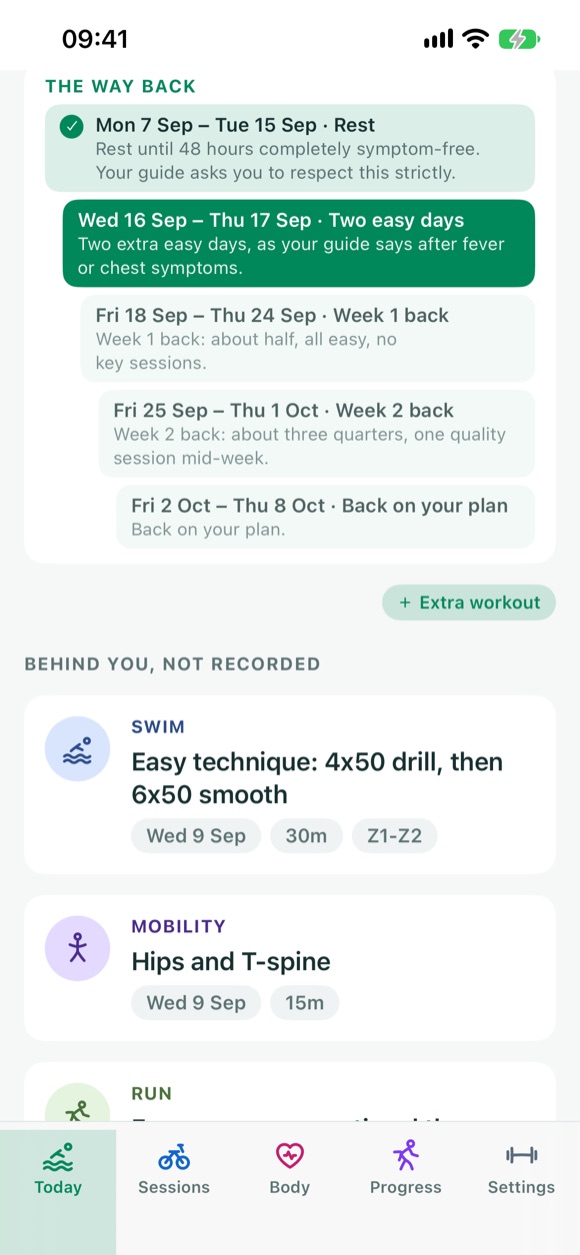 09:41
THE WAY BACK
Mon 7 Sep – Tue 15 Sep · Rest
Rest until 48 hours completely symptom-free.
Your guide asks you to respect this strictly.
Wed 16 Sep – Thu 17 Sep · Two easy days
Two extra easy days, as your guide says after fever
or chest symptoms.
Fri 18 Sep – Thu 24 Sep · Week 1 back
Week 1 back: about half, all easy, no
key sessions.
Fri 25 Sep – Thu 1 Oct · Week 2 back
Week 2 back: about three quarters, one quality
session mid-week.
Fri 2 Oct – Thu 8 Oct · Back on your plan
Back on your plan.
+ Extra workout
BEHIND YOU, NOT RECORDED
SWIM
Easy technique: 4x50 drill, then
6x50 smooth
Wed 9 Sep 30m Z1-Z2
MOBILITY
Hips and T-spine
Wed 9 Sep 15m
RUN
Today Sessions Body Progress Settings